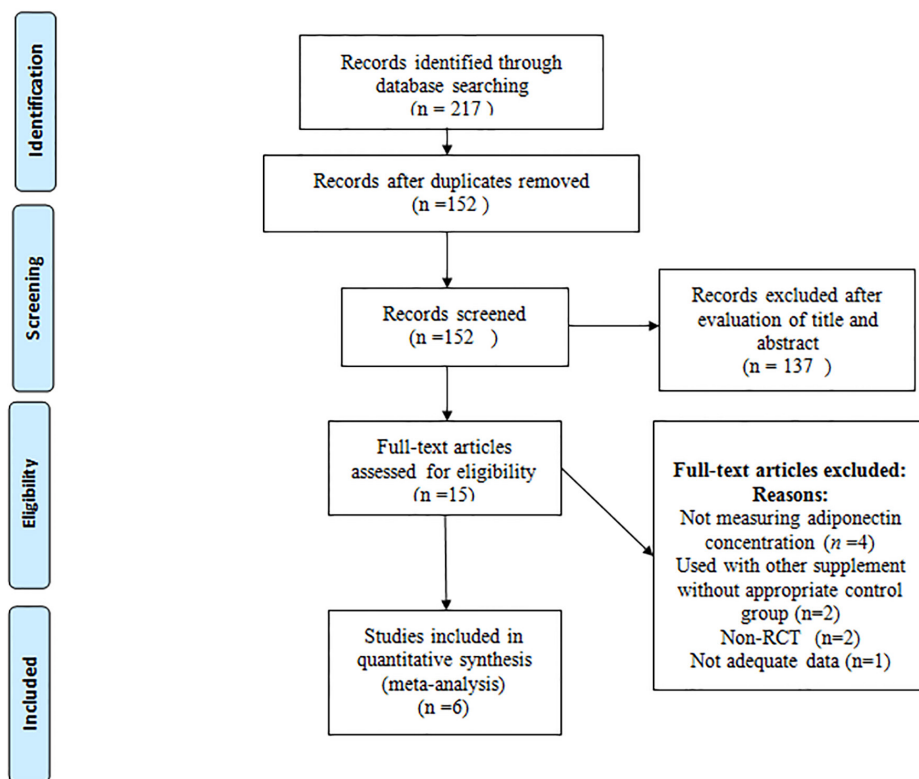 Identification
Records identified through
database searching
(n = 217 )
Records after duplicates removed
(n =152 )
Screening
Records screened
(n =152 )
Records excluded after
evaluation of title and
abstract
(n = 137 )
Eligibility
Full-text articles
assessed for eligibility
(n =15)
Full-text articles excluded:
Reasons:
Not measuring adiponectin
concentration (n =4)
Used with other supplement
without appropriate control
group (n=2)
Non-RCT (n=2)
Not adequate data (n=1)
Included
Studies included in
quantitative synthesis
(meta-analysis)
(n =6)